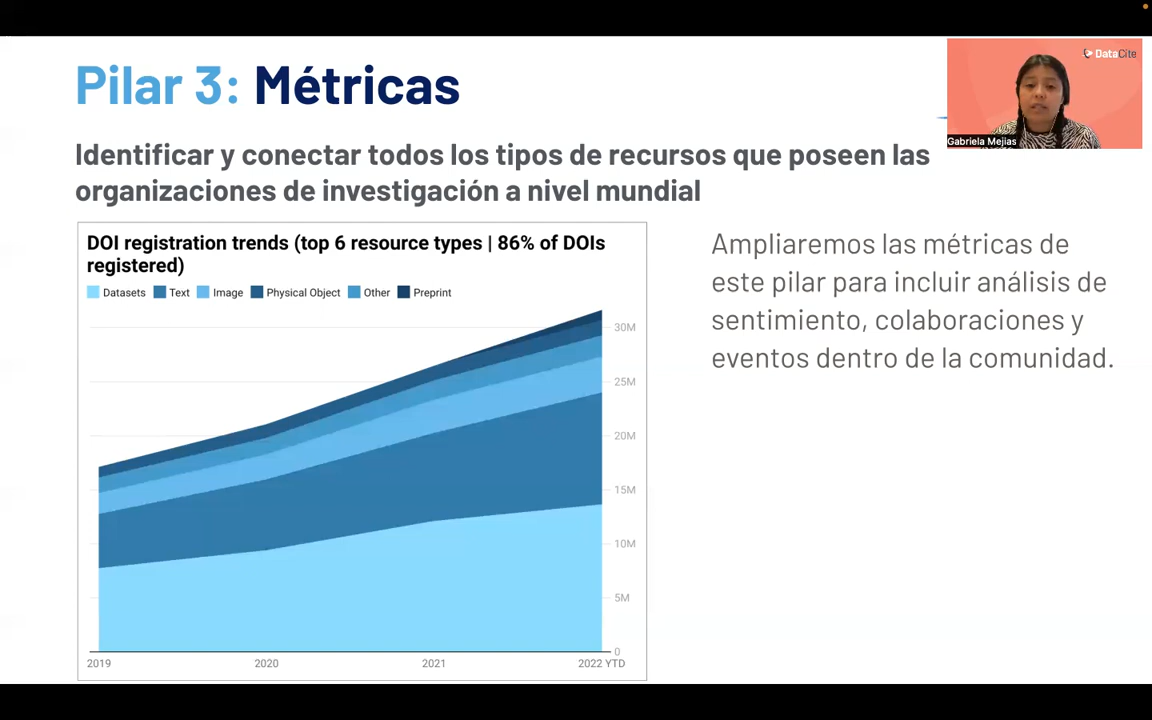 Pilar 3: Métricas
DataCite
Gabriela Mejias
Identificar y conectar todos los tipos de recursos que poseen las
organizaciones de investigación a nivel mundial
DOI registration trends (top 6 resource types | 86% of DOIs
registered)
Datasets Text Image Physical Object Other Preprint
30M
25M
20M
15M
10M
5M
0
2019 2020 2021 2022 YTD
Ampliaremos las métricas de
este pilar para incluir análisis de
sentimiento, colaboraciones y
eventos dentro de la comunidad.